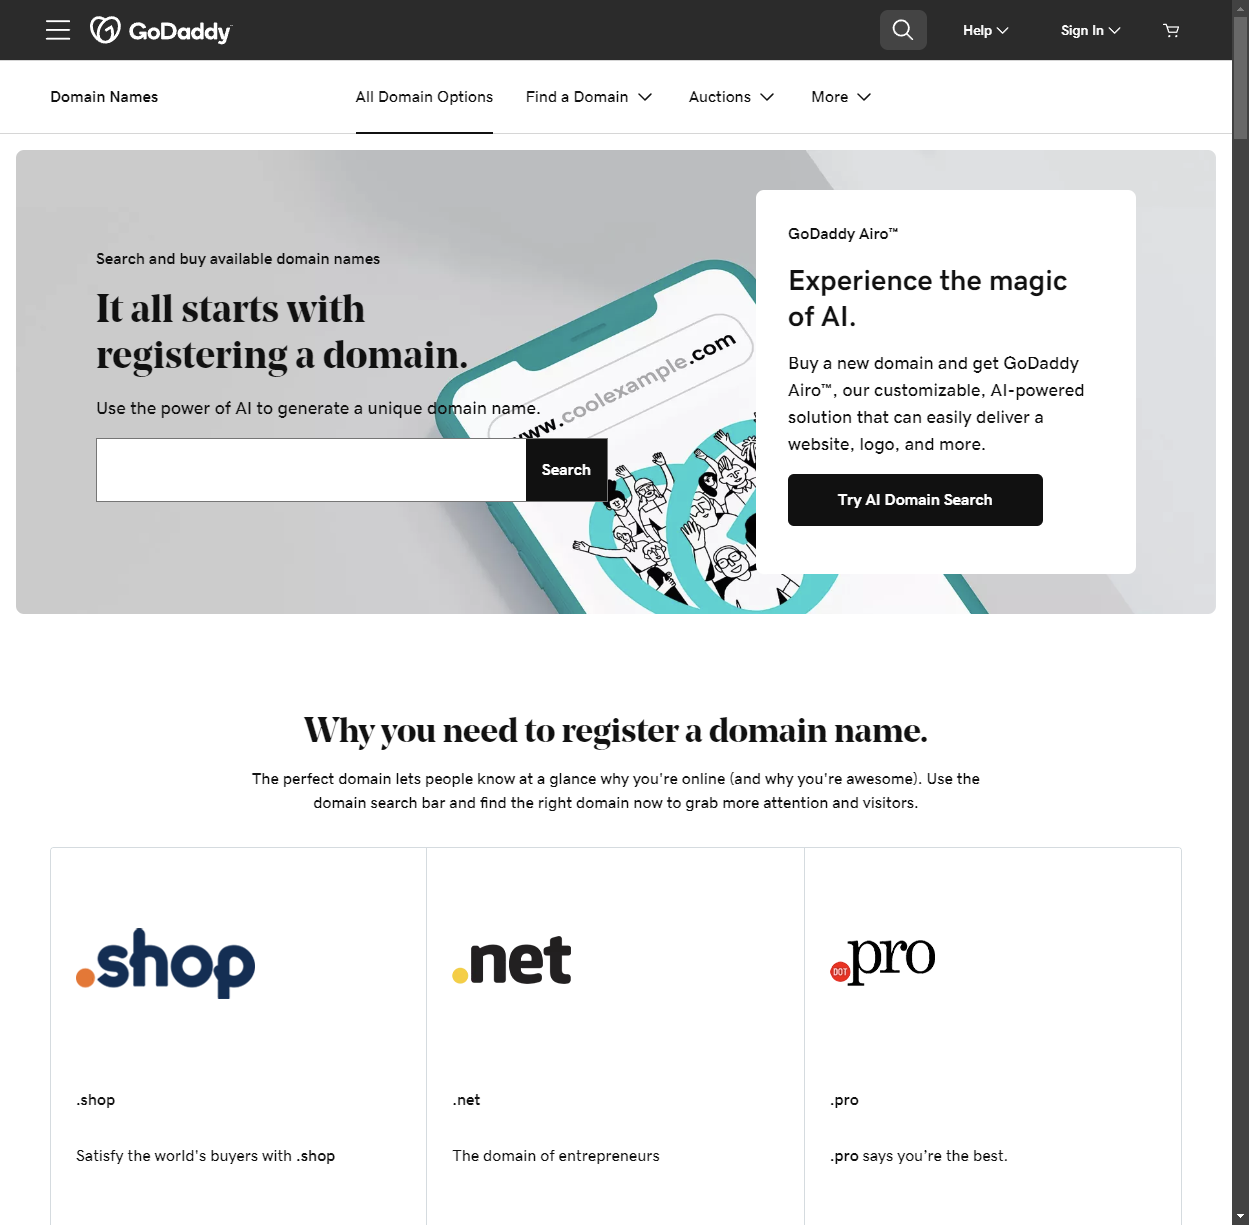 GoDaddy
Help
Sign In
Domain Names
All Domain Options
Find a Domain
Auctions
More
Search and buy available domain names
It all starts with
registering a domain.
Use the power of AI to generate a unique domain name.
Search
www.coolexample.com
GoDaddy Airo™
Experience the magic
of AI.
Buy a new domain and get GoDaddy
Airo™, our customizable, AI-powered
solution that can easily deliver a
website, logo, and more.
Try AI Domain Search
Why you need to register a domain name.
The perfect domain lets people know at a glance why you're online (and why you're awesome). Use the
domain search bar and find the right domain now to grab more attention and visitors.
.shop
.shop
Satisfy the world's buyers with .shop
.net
.net
The domain of entrepreneurs
DOT pro
.pro
.pro says you're the best.